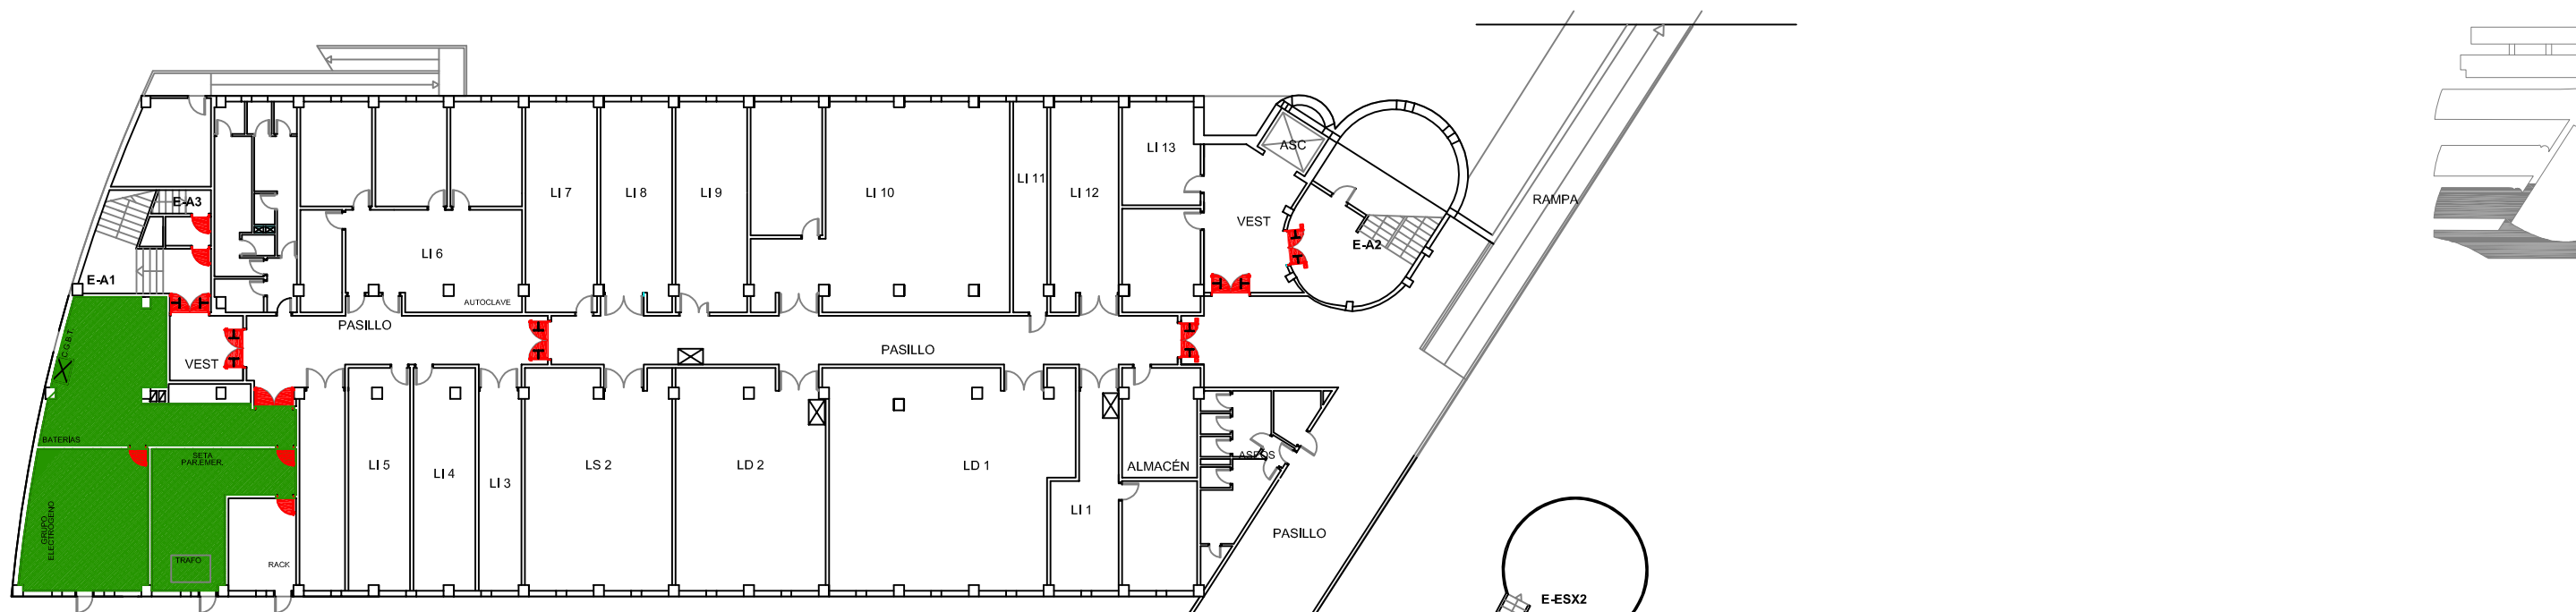 ASC
LI 13
LI 7
LI 8
LI 9
LI 10
LI 11
LI 12
RAMPA
E-A3
VEST
E-A2
LI 6
E-A1
AUTOCLAVE
PASILLO
C.G.B.T.
PASILLO
VEST
BATERÍAS
SETA
PAR.EMER.
LI 5
LI 4
LI 3
LS 2
LD 2
LD 1
ALMACÉN
ASEOS
LI 1
GRUPO
ELECTRÓGENO
TRAFO
RACK
PASILLO
E-ESX2